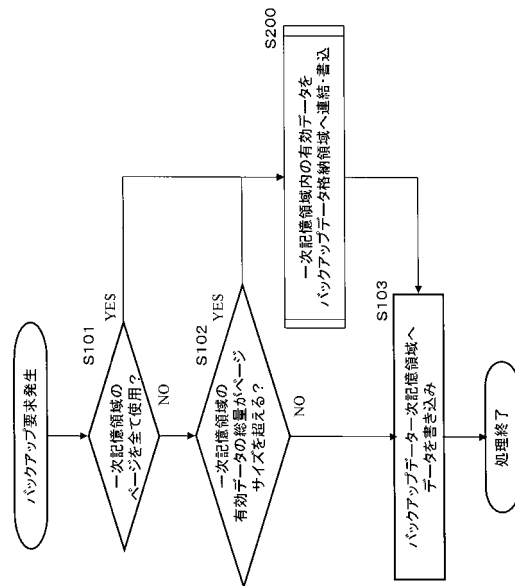 バックアップ要求発生
S101
一次記憶領域の
ページを全て使用？
YES
NO
S102
一次記憶領域の
有効データの総量がページ
サイズを超える？
YES
NO
S200
一次記憶領域内の有効データを
バックアップデータ格納領域へ連結・書込
S103
バックアップデータ一次記憶領域へ
データを書き込み
処理終了